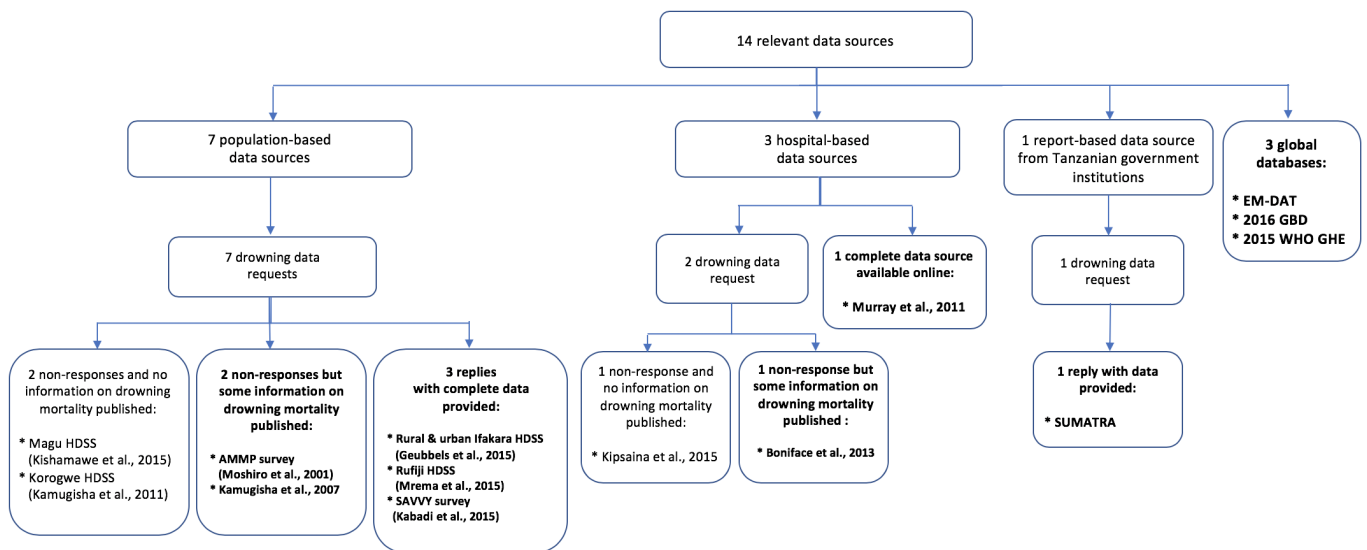 14 relevant data sources
7 population-based
data sources
3 hospital-based
data sources
1 report-based data source
from Tanzanian government
institutions
3 global
databases:
* EM-DAT
* 2016 GBD
* 2015 WHO GHE
7 drowning data
requests
2 drowning data
request
1 complete data source
available online:
* Murray et al., 2011
1 drowning data
request
2 non-responses and no
information on drowning
mortality published:
* Magu HDSS
(Kishamawe et al., 2015)
* Korogwe HDSS
(Kamugisha et al., 2011)
2 non-responses but
some information on
drowning mortality
published:
* AMMP survey
(Moshiro et al., 2001)
* Kamugisha et al., 2007
3 replies
with complete data
provided:
* Rural & urban Ifakara HDSS
(Geubbels et al., 2015)
* Rufiji HDSS
(Mrema et al., 2015)
* SAVVY survey
(Kabadi et al., 2015)
1 non-response and
no information on
drowning mortality
published:
* Kipsaina et al., 2015
1 non-response but
some information on
drowning mortality
published :
* Boniface et al., 2013
1 reply with data
provided:
* SUMATRA